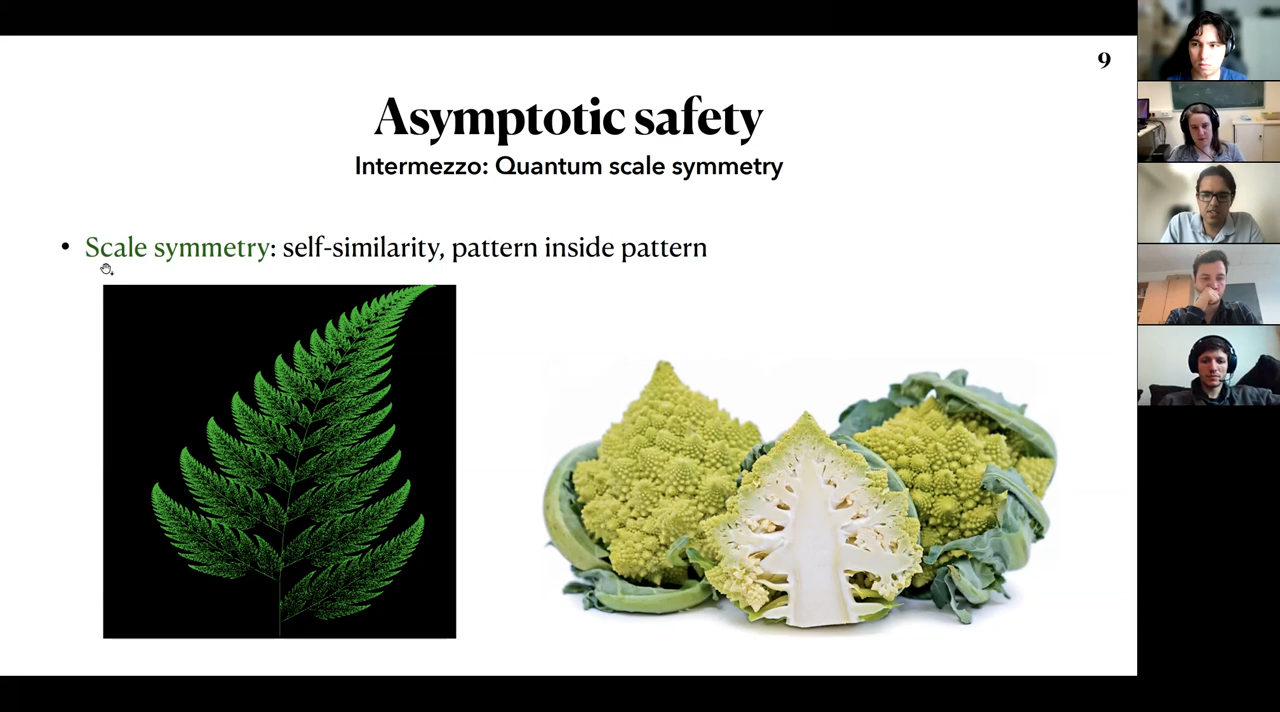 9
Asymptotic safety
Intermezzo: Quantum scale symmetry
• Scale symmetry: self-similarity, pattern inside pattern